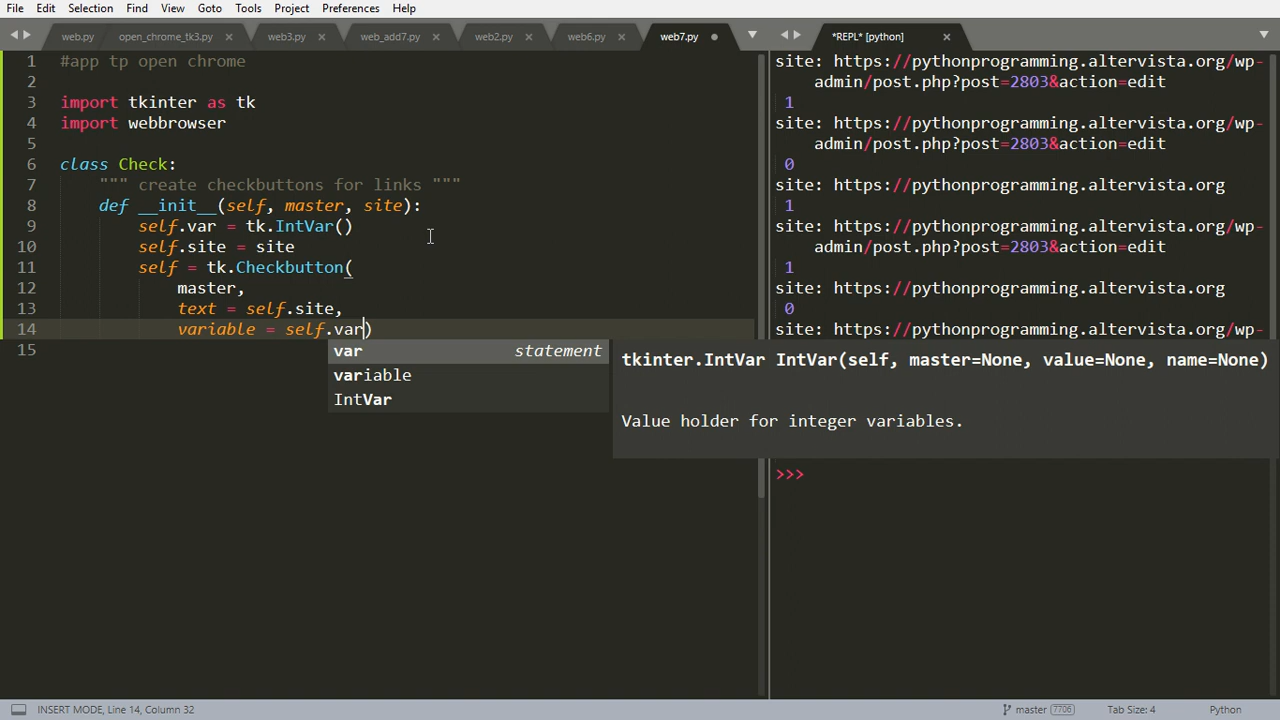 File Edit Selection Find View Goto Tools Project Preferences Help
web.py open_chrome_tk3.py web3.py web_add7.py web2.py web6.py web7.py
1 #app tp open chrome
2
3 import tkinter as tk
4 import webbrowser
5
6 class Check:
7 """ create checkbuttons for links """
8 def __init__(self, master, site):
9 self.var = tk.IntVar()
10 self.site = site
11 self = tk.Checkbutton(
12 master,
13 text = self.site,
14 variable = self.var)
15
var statement
variable
IntVar
tkinter.IntVar IntVar(self, master=None, value=None, name=None)
Value holder for integer variables.
*REPL* [python]
site: https://pythonprogramming.altervista.org/wp-
admin/post.php?post=2803&action=edit
1
site: https://pythonprogramming.altervista.org/wp-
admin/post.php?post=2803&action=edit
0
site: https://pythonprogramming.altervista.org
1
site: https://pythonprogramming.altervista.org/wp-
admin/post.php?post=2803&action=edit
1
site: https://pythonprogramming.altervista.org
0
site: https://pythonprogramming.altervista.org/wp-
>>>
INSERT MODE, Line 14, Column 32 master 7706 Tab Size: 4 Python